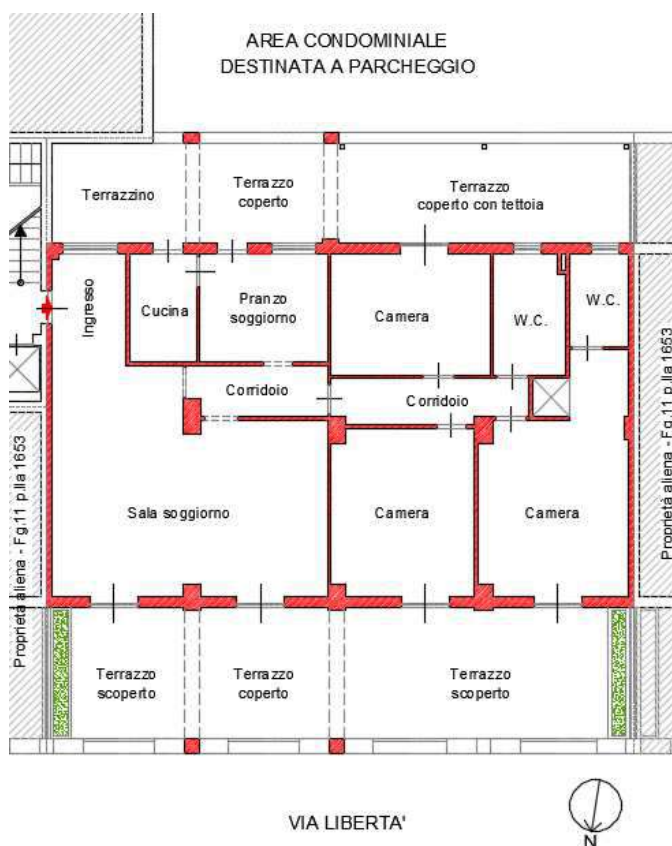 AREA CONDOMINIALE
DESTINATA A PARCHEGGIO
Terrazzino
Terrazzo
coperto
Terrazzo
coperto con tettoia
Ingresso
Cucina
Pranzo
soggiorno
Camera
W.C.
W.C.
Corridoio
Corridoio
Proprietà aliena - Fg.11 p.lla 1653
Proprietà aliena - Fg.11 p.lla 1653
Sala soggiorno
Camera
Camera
Terrazzo
scoperto
Terrazzo
coperto
Terrazzo
scoperto
VIA LIBERTA'
N